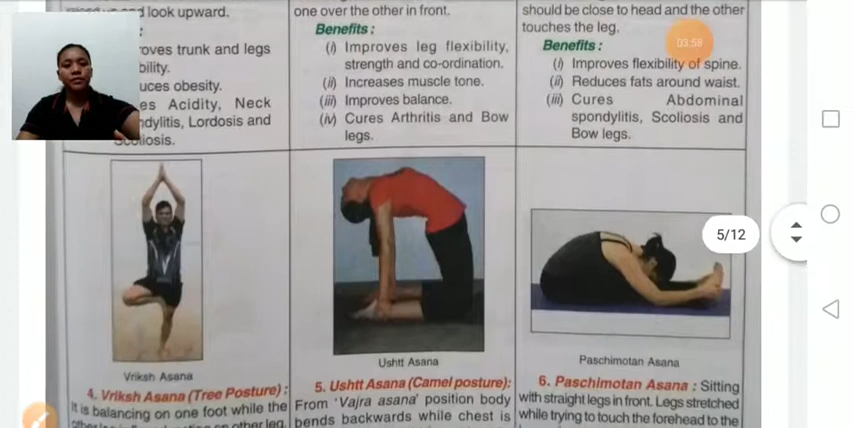 and look upward.
one over the other in front.
should be close to head and the other
touches the leg.
03:58
Benefits :
Benefits :
(i) Improves leg flexibility,
strength and co-ordination.
(i) Improves flexibility of spine.
trunk and legs
(ii) Increases muscle tone.
(ii) Reduces fats around waist.
obesity.
(iii) Improves balance.
(iii) Cures Abdominal
Acidity, Neck
(iv) Cures Arthritis and Bow
legs.
spondylitis, Scoliosis and
Bow legs.
Lordosis and
5/12
Vriksh Asana
Ushtt Asana
Paschimotan Asana
4. Vriksh Asana (Tree Posture) :
It is balancing on one foot while the
5. Ushtt Asana (Camel posture):
From 'Vajra asana' position body
bends backwards while chest is
6. Paschimotan Asana : Sitting
with straight legs in front. Legs stretched
while trying to touch the forehead to the